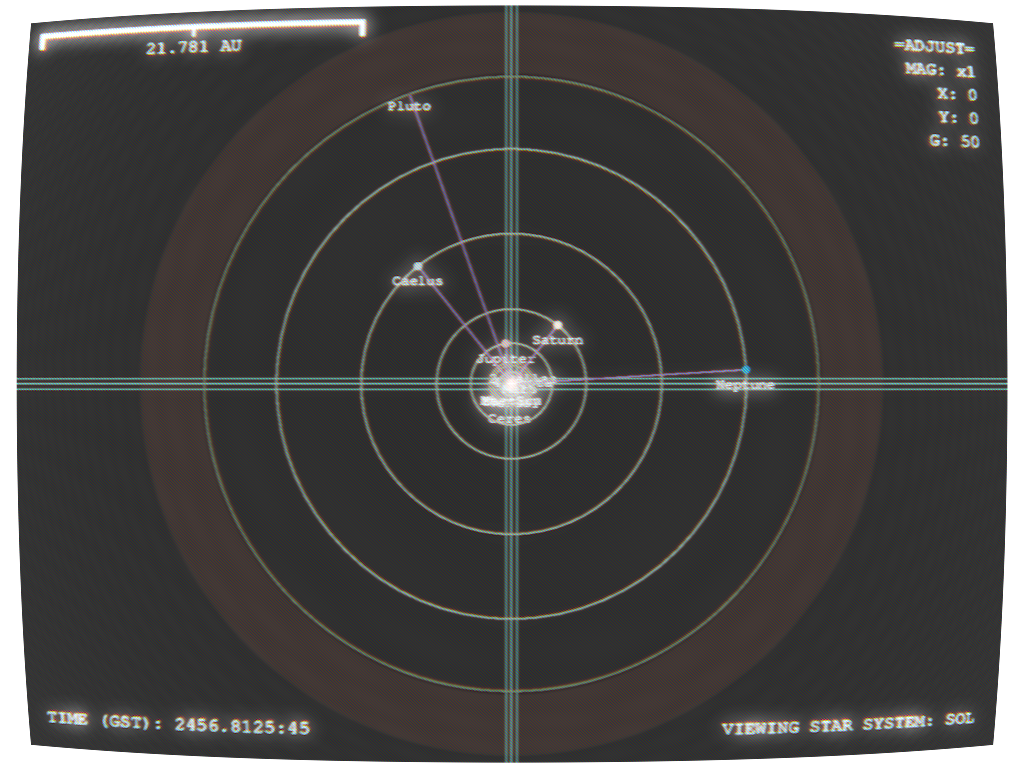 21.781 AU
=ADJUST=
MAG: x1
X: 0
Y: 0
G: 50
Pluto
Caelus
Saturn
Jupiter
Neptune
Ceres
TIME (GST): 2456.8125:45
VIEWING STAR SYSTEM: SOL